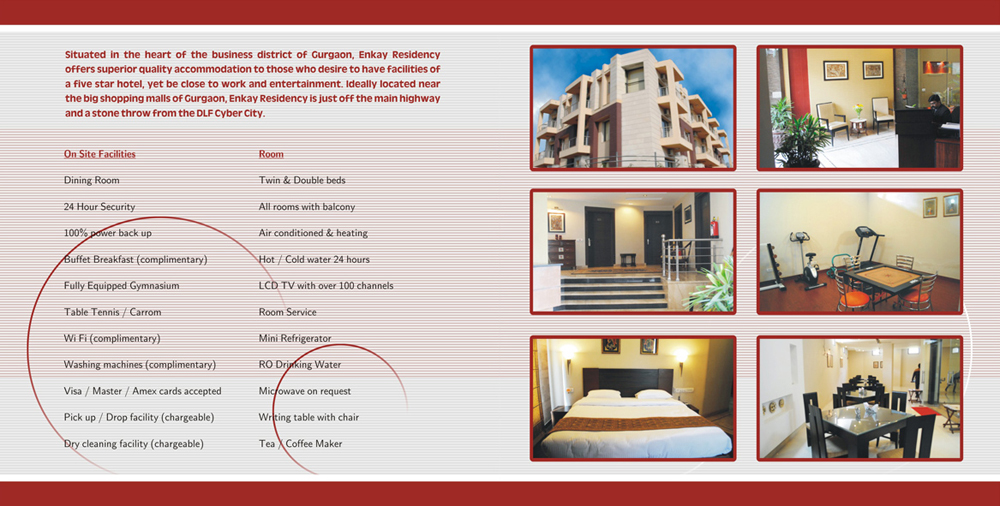 Situated in the heart of the business district of Gurgaon, Enkay Residency
offers superior quality accommodation to those who desire to have facilities of
a five star hotel, yet be close to work and entertainment. Ideally located near
the big shopping malls of Gurgaon, Enkay Residency is just off the main highway
and a stone throw from the DLF Cyber City.
On Site Facilities
Dining Room
24 Hour Security
100% power back up
Buffet Breakfast (complimentary)
Fully Equipped Gymnasium
Table Tennis / Carrom
Wi Fi (complimentary)
Washing machines (complimentary)
Visa / Master / Amex cards accepted
Pick up / Drop facility (chargeable)
Dry cleaning facility (chargeable)
Room
Twin & Double beds
All rooms with balcony
Air conditioned & heating
Hot / Cold water 24 hours
LCD TV with over 100 channels
Room Service
Mini Refrigerator
RO Drinking Water
Microwave on request
Writing table with chair
Tea / Coffee Maker